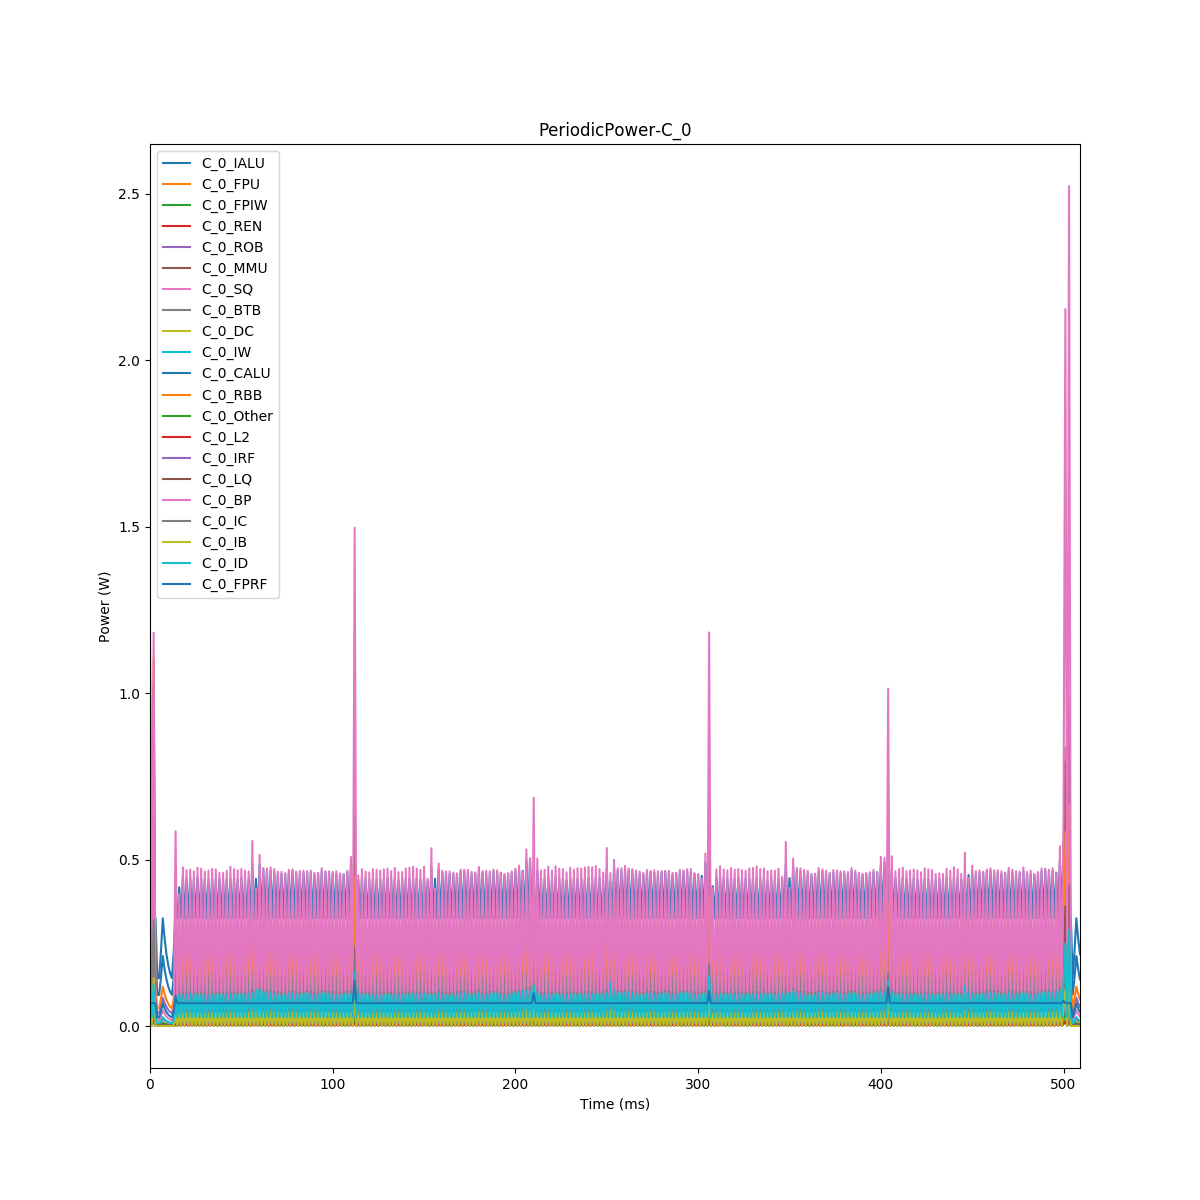 PeriodicPower-C_0
C_0_IALU
C_0_FPU
C_0_FPIW
C_0_REN
C_0_ROB
C_0_MMU
C_0_SQ
C_0_BTB
C_0_DC
C_0_IW
C_0_CALU
C_0_RBB
C_0_Other
C_0_L2
C_0_IRF
C_0_LQ
C_0_BP
C_0_IC
C_0_IB
C_0_ID
C_0_FPRF
2.5
2.0
1.5
1.0
0.5
0.0
Power (W)
0 100 200 300 400 500
Time (ms)